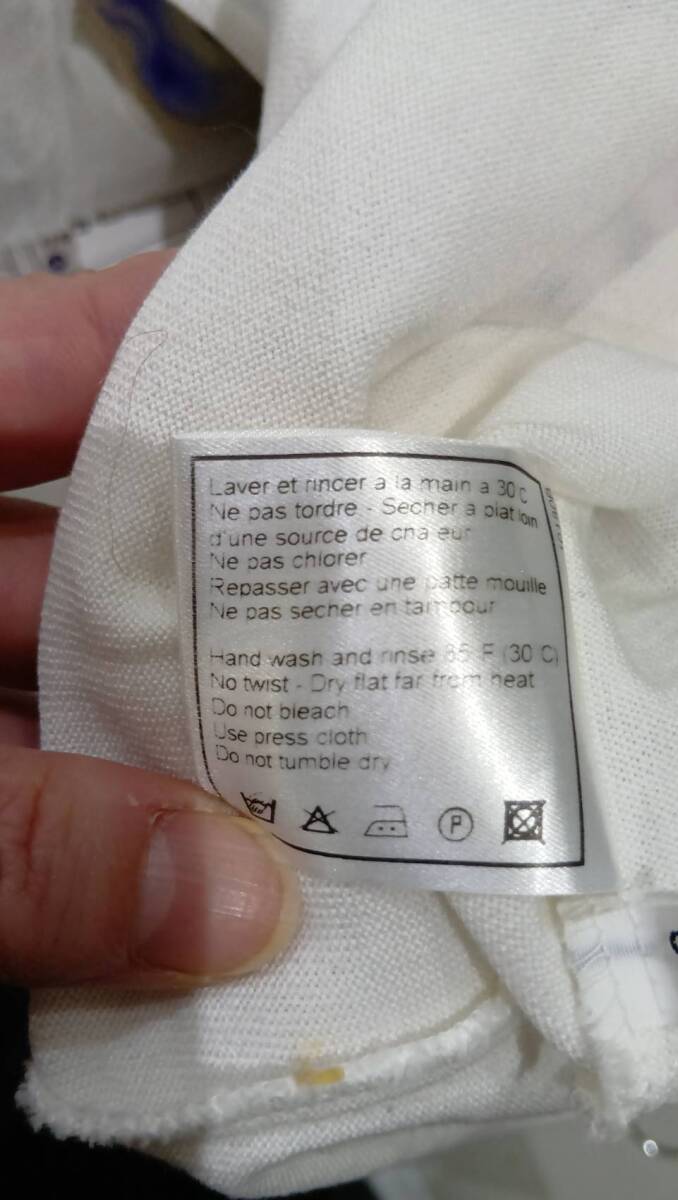 Laver et rincer a la main a 30 C
Ne pas tordre - Secher a plat loin
d'une source de chaleur
Ne pas chlorer
Repasser avec une patte mouille
Ne pas secher en tambour
Hand wash and rinse 85 F (30 C)
No twist - Dry flat far from heat
Do not bleach
Use press cloth
Do not tumble dry
P